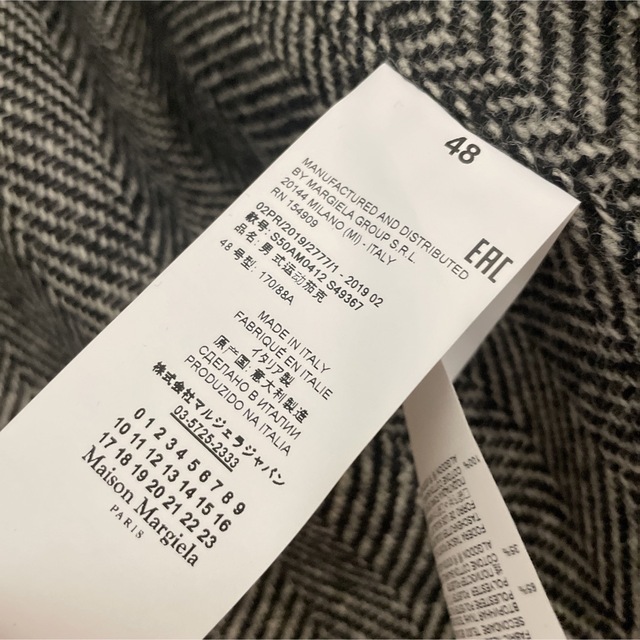 48
MANUFACTURED AND DISTRIBUTED
BY MARGIELA GROUP S.R.L
20144 MILANO (MI) - ITALY
RN 154909
EAC
02PR/2019/2777/1 - 2019 02
款号: S50AM0412 S49367
品名: 男式运动茄克
48 号型: 170/88A
MADE IN ITALY
FABRIQUE EN ITALIE
イタリア製
原产国: 意大利製造
СДЕЛАНО В ИТАЛИИ
PRODUZIDO NA ITALIA
株式会社マルジェラジャパン
03-5725-2333
0 1 2 3 4 5 6 7 8 9
10 11 12 13 14 15 16
17 18 19 20 21 22 23
Maison Margiela
PARIS
100%